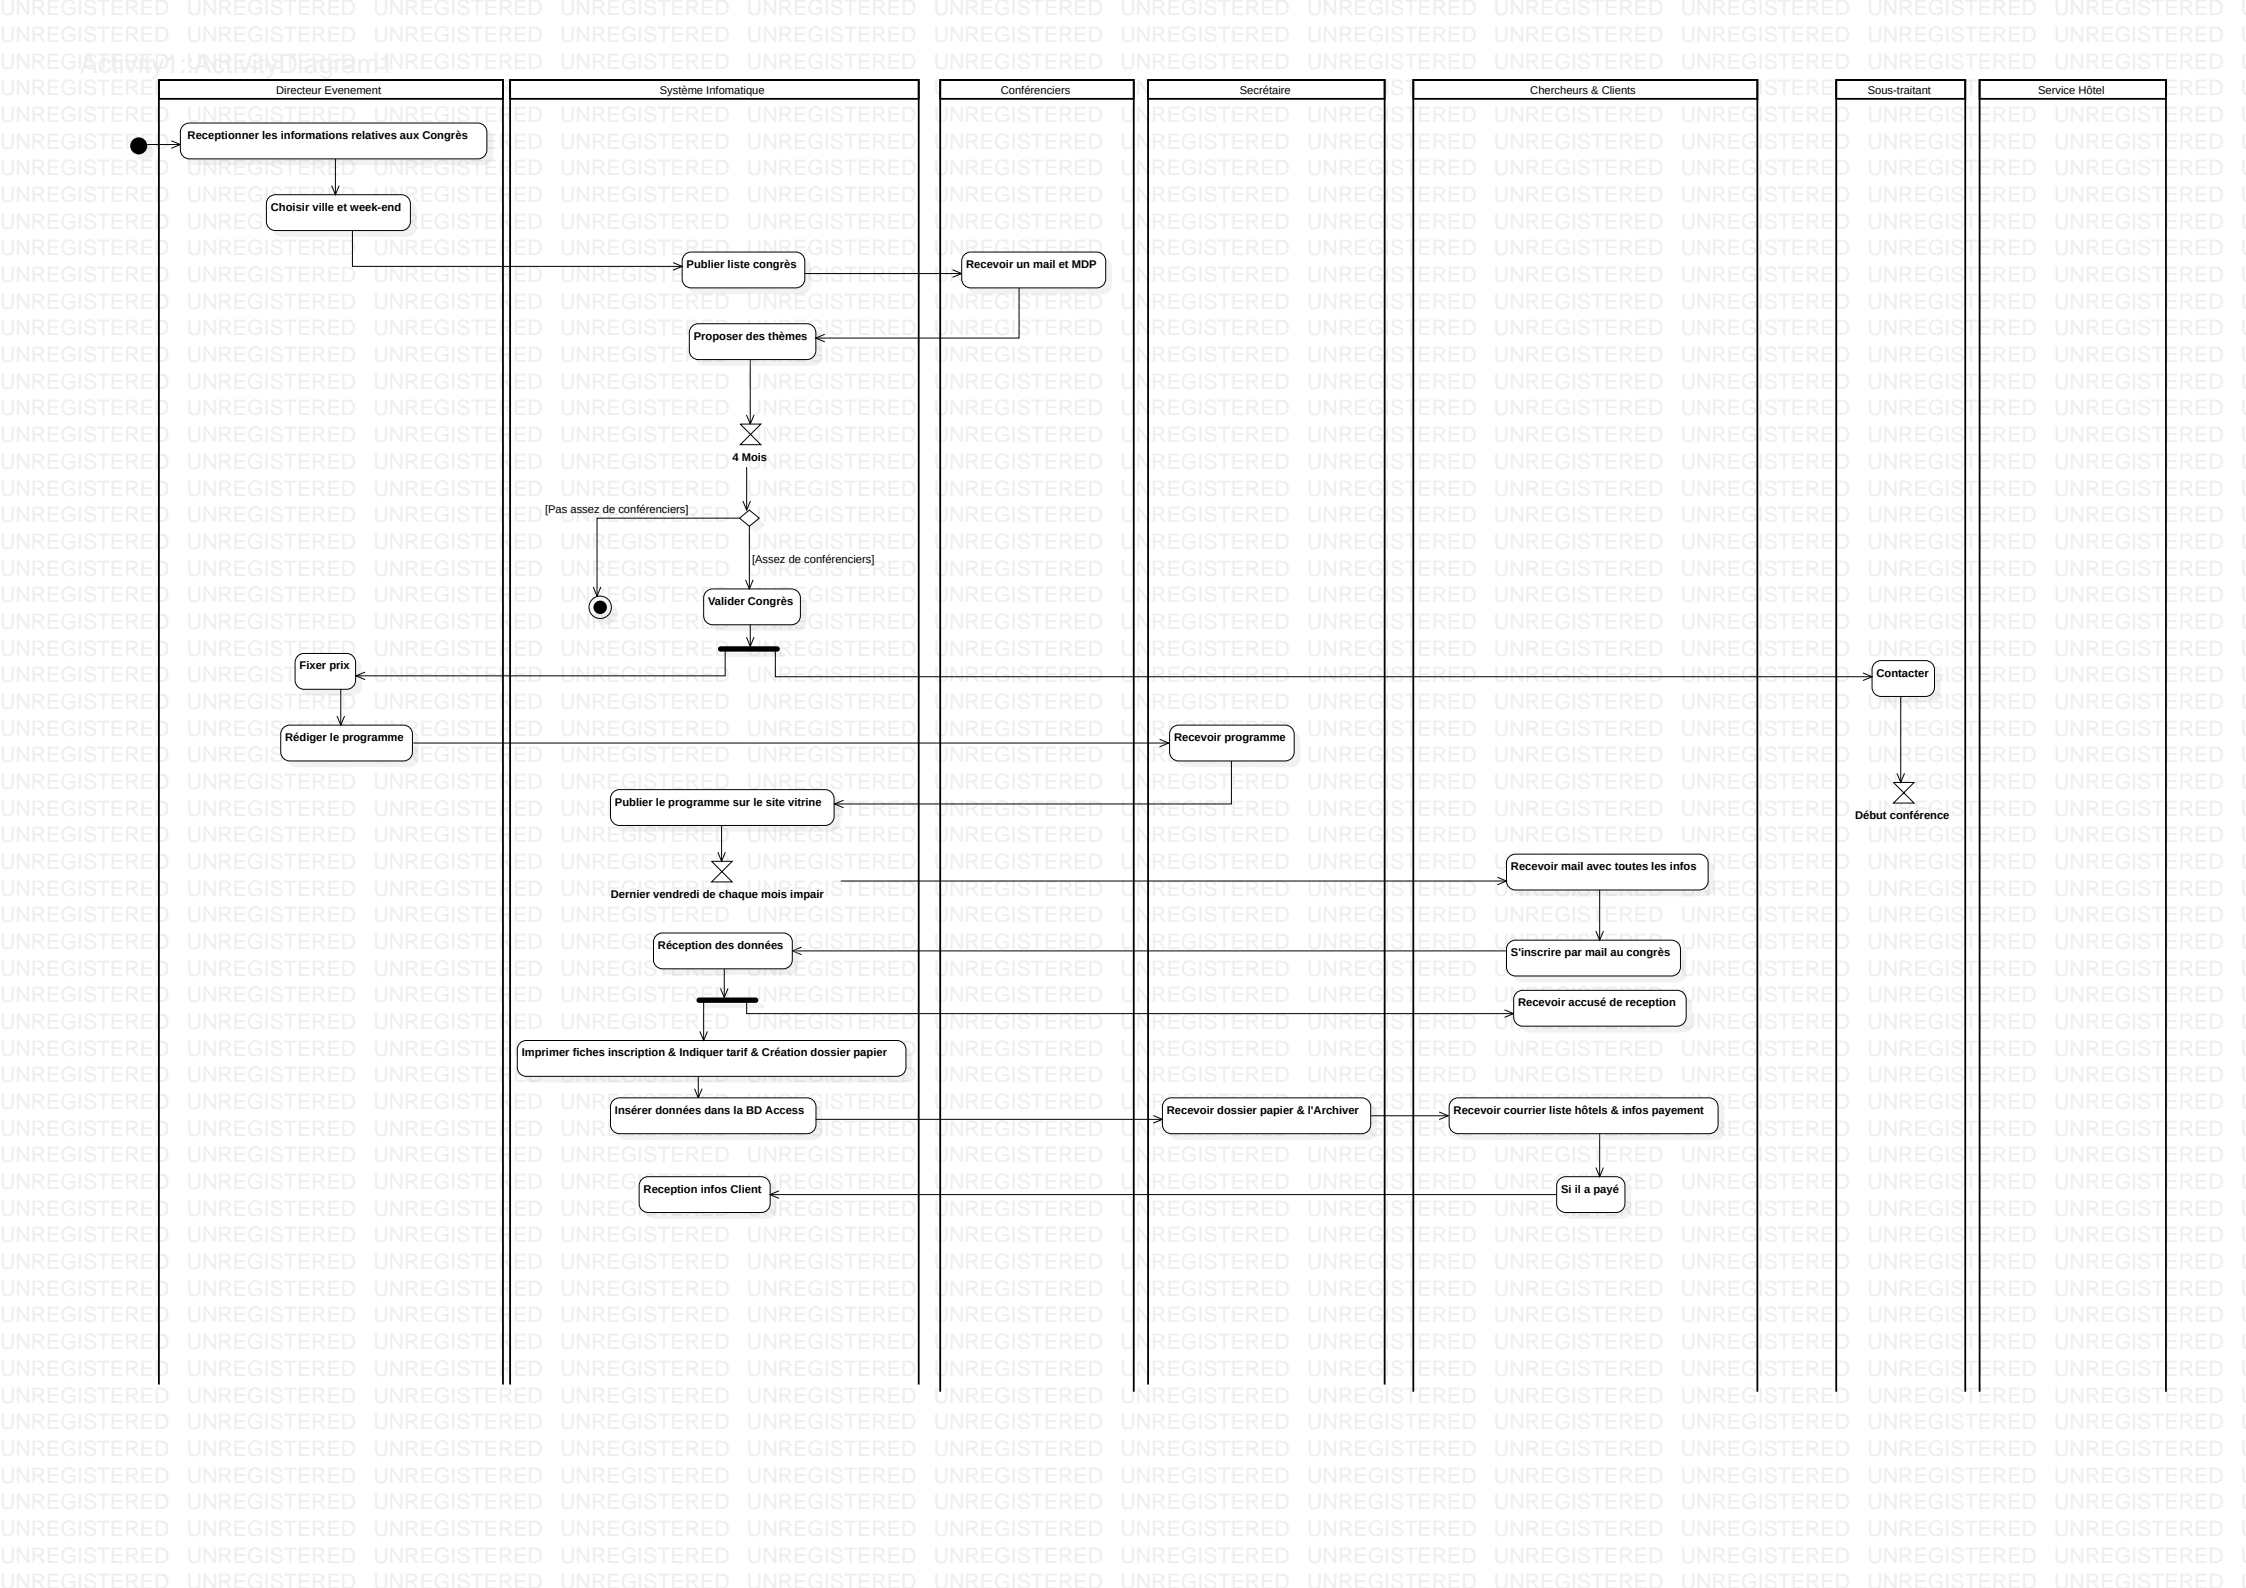 Activity1::ActivityDiagram1
Directeur Evenement
Système Infomatique
Conférenciers
Secrétaire
Chercheurs & Clients
Sous-traitant
Service Hôtel
Receptionner les informations relatives aux Congrès
Choisir ville et week-end
Publier liste congrès
Recevoir un mail et MDP
Proposer des thèmes
4 Mois
[Pas assez de conférenciers]
[Assez de conférenciers]
Valider Congrès
Fixer prix
Contacter
Rédiger le programme
Recevoir programme
Publier le programme sur le site vitrine
Début conférence
Recevoir mail avec toutes les infos
Dernier vendredi de chaque mois impair
Réception des données
S'inscrire par mail au congrès
Recevoir accusé de reception
Imprimer fiches inscription & Indiquer tarif & Création dossier papier
Insérer données dans la BD Access
Recevoir dossier papier & l'Archiver
Recevoir courrier liste hôtels & infos payement
Reception infos Client
Si il a payé
UNREGISTERED